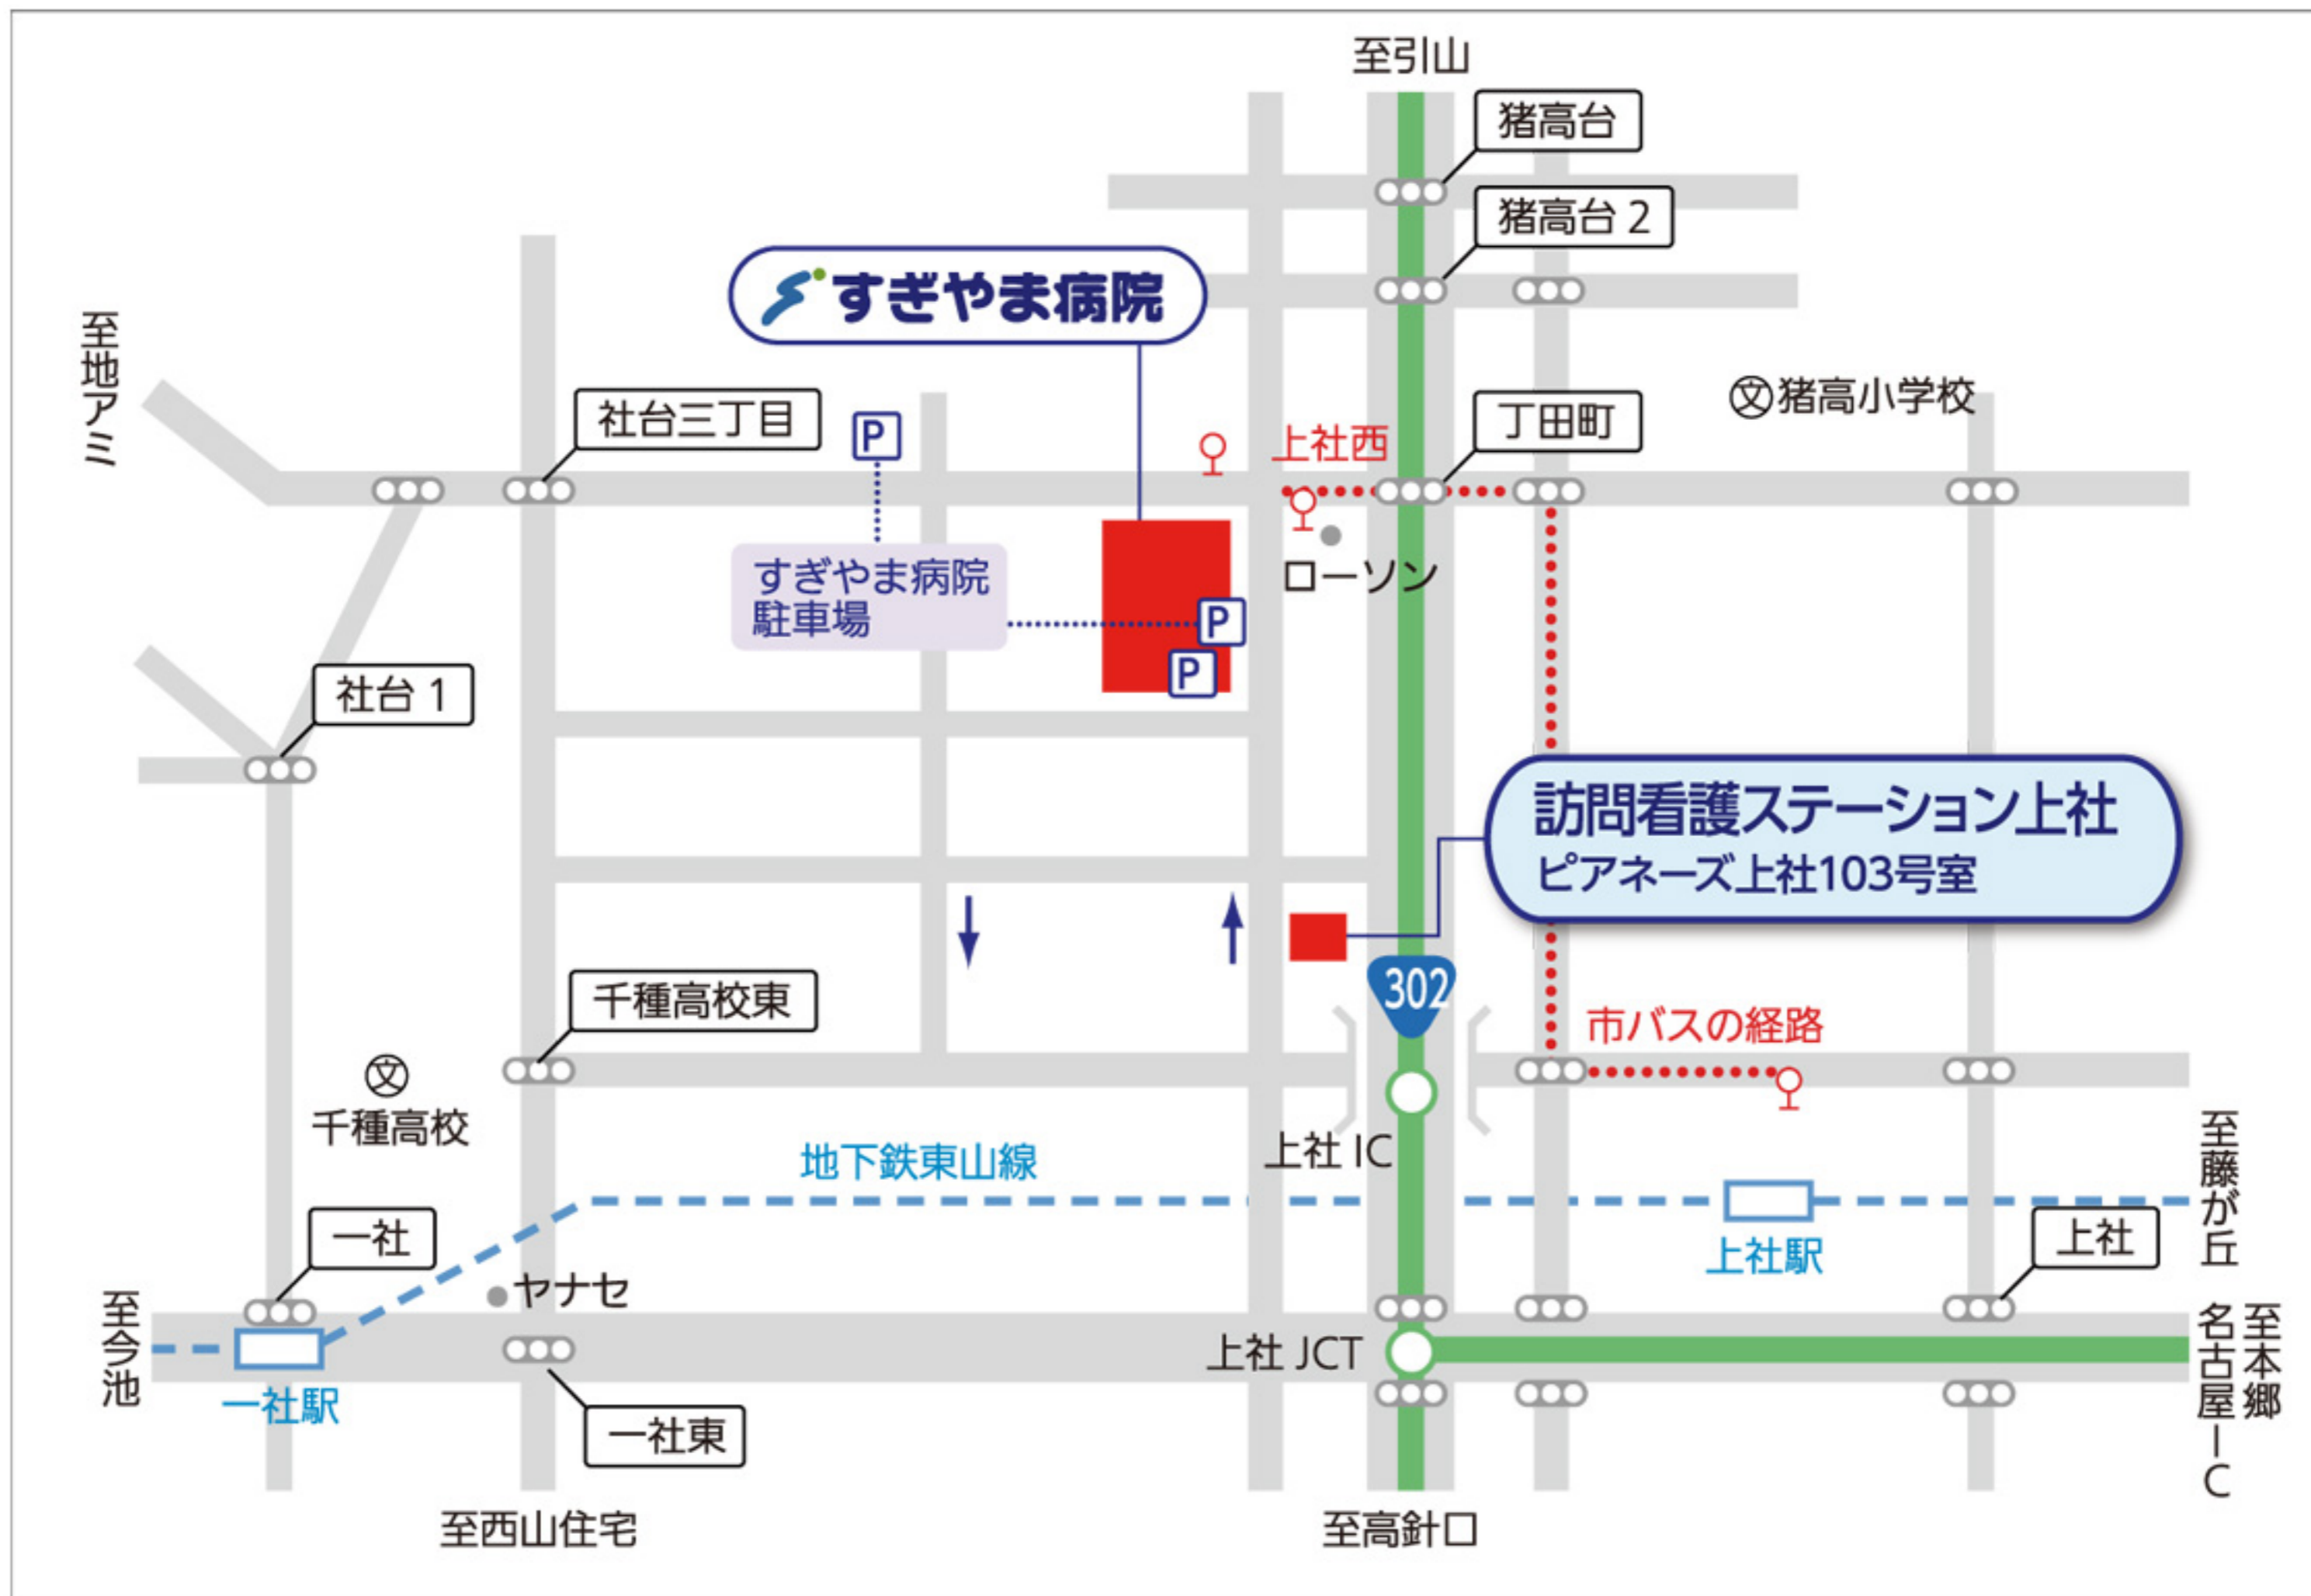 至引山
猪高台
猪高台 2
すぎやま病院
至地アミ
社台三丁目
P
上社西
丁田町
文
猪高小学校
ローソン
すぎやま病院
駐車場
P
P
社台 1
訪問看護ステーション上社
ピアネーズ上社103号室
302
千種高校東
市バスの経路
文
千種高校
上社 IC
地下鉄東山線
至藤が丘
一社
上社駅
上社
ヤナセ
至今池
上社 JCT
至本郷
名古屋IC
一社駅
一社東
至西山住宅
至高針口